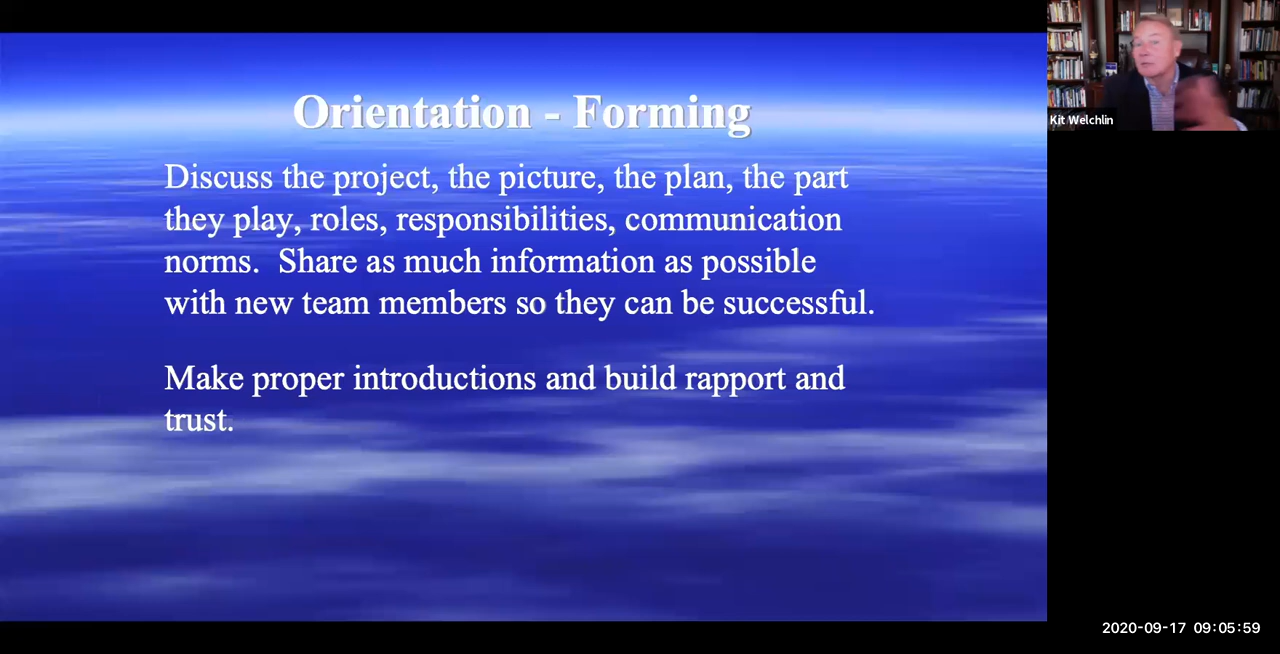 Orientation - Forming
Discuss the project, the picture, the plan, the part
they play, roles, responsibilities, communication
norms.  Share as much information as possible
with new team members so they can be successful.
Make proper introductions and build rapport and
trust.
Kit Welchlin
2020-09-17 09:05:59